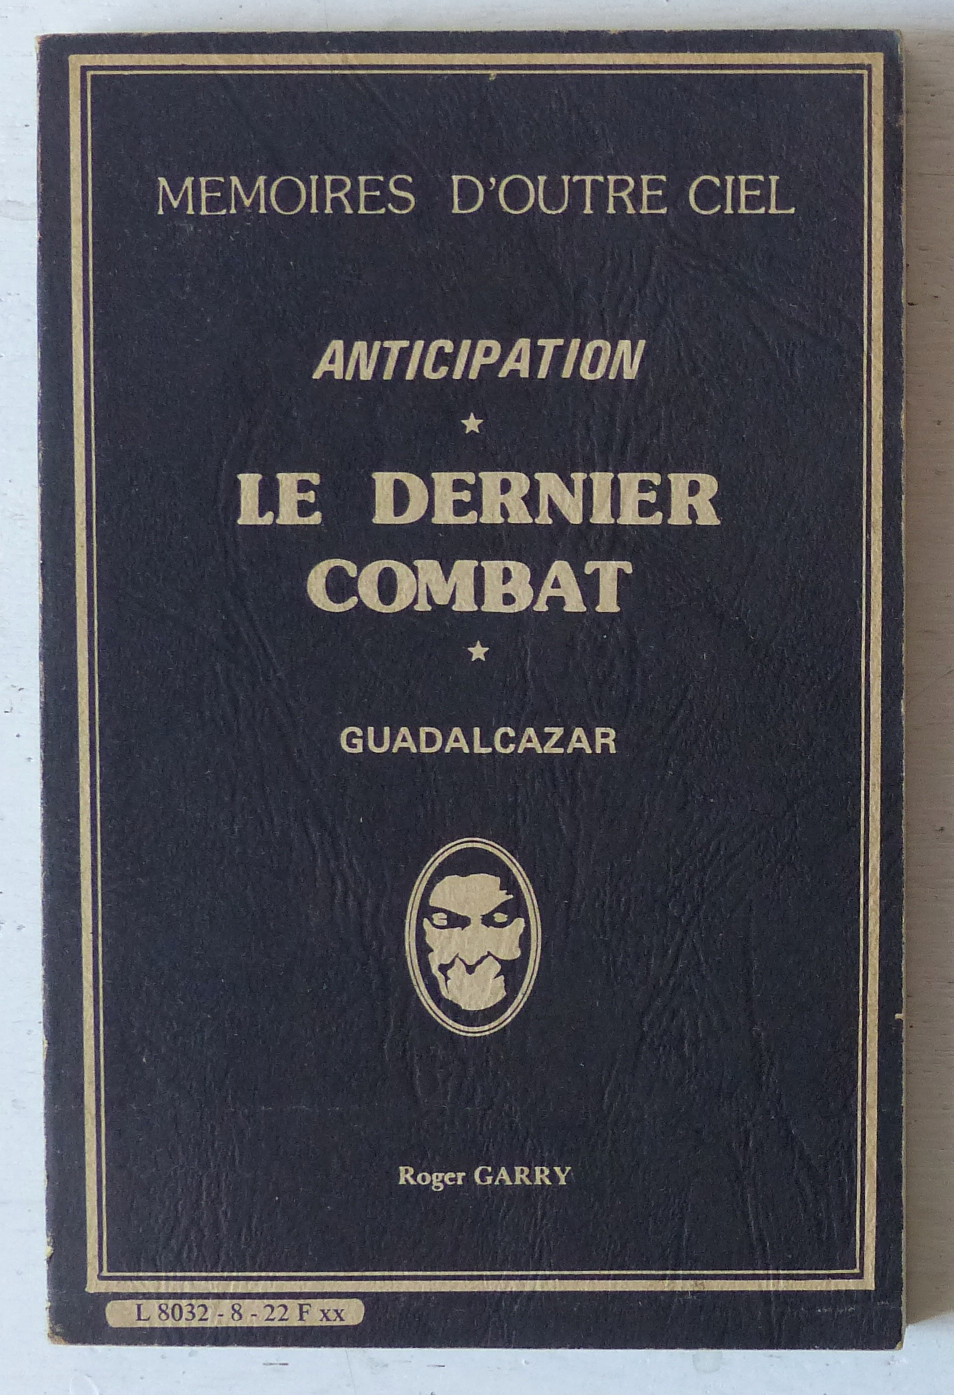 MEMOIRES D'OUTRE CIEL
ANTICIPATION
LE DERNIER
COMBAT
GUADALCAZAR
Roger GARRY
L 8032 - 8 - 22 F xx